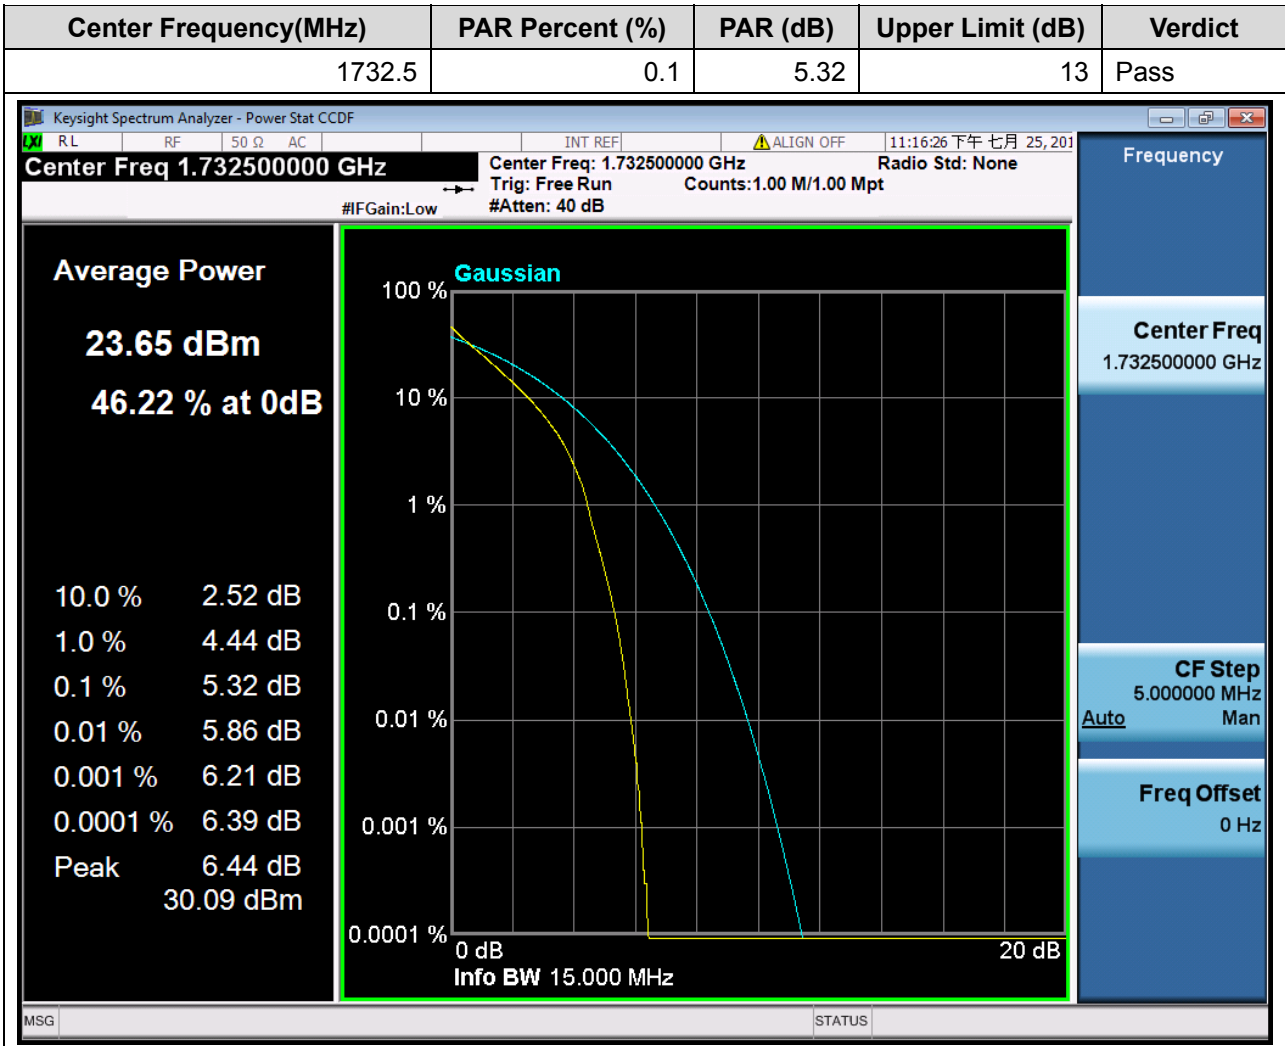 Center Frequency(MHz) PAR Percent (%) PAR (dB) Upper Limit (dB) Verdict
1732.5 0.1 5.32 13 Pass
Keysight Spectrum Analyzer - Power Stat CCDF
LXI RL RF 50 Ω AC INT REF ALIGN OFF 11:16:26 下午 七月 25, 201
Center Freq 1.732500000 GHz
Center Freq: 1.732500000 GHz Radio Std: None
Trig: Free Run Counts:1.00 M/1.00 Mpt
#IFGain:Low #Atten: 40 dB
Average Power
23.65 dBm
46.22 % at 0dB
10.0 % 2.52 dB
1.0 % 4.44 dB
0.1 % 5.32 dB
0.01 % 5.86 dB
0.001 % 6.21 dB
0.0001 % 6.39 dB
Peak 6.44 dB
30.09 dBm
Gaussian
100 %
10 %
1 %
0.1 %
0.01 %
0.001 %
0.0001 %
0 dB 20 dB
Info BW 15.000 MHz
Frequency
Center Freq
1.732500000 GHz
CF Step
5.000000 MHz
Auto Man
Freq Offset
0 Hz
MSG STATUS